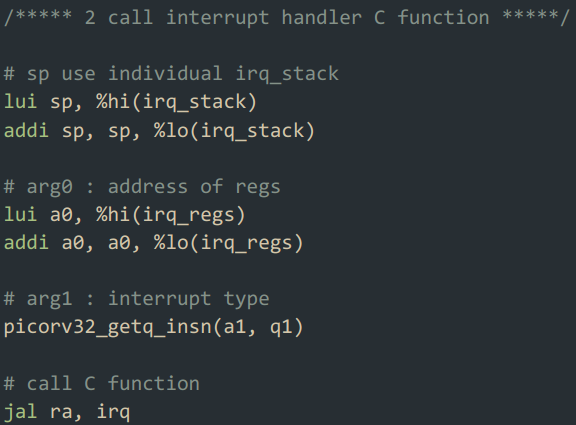 /***** 2 call interrupt handler C function *****/
# sp use individual irq_stack
lui sp, %hi(irq_stack)
addi sp, sp, %lo(irq_stack)
# arg0 : address of regs
lui a0, %hi(irq_regs)
addi a0, a0, %lo(irq_regs)
# arg1 : interrupt type
picorv32_getq_insn(a1, q1)
# call C function
jal ra, irq